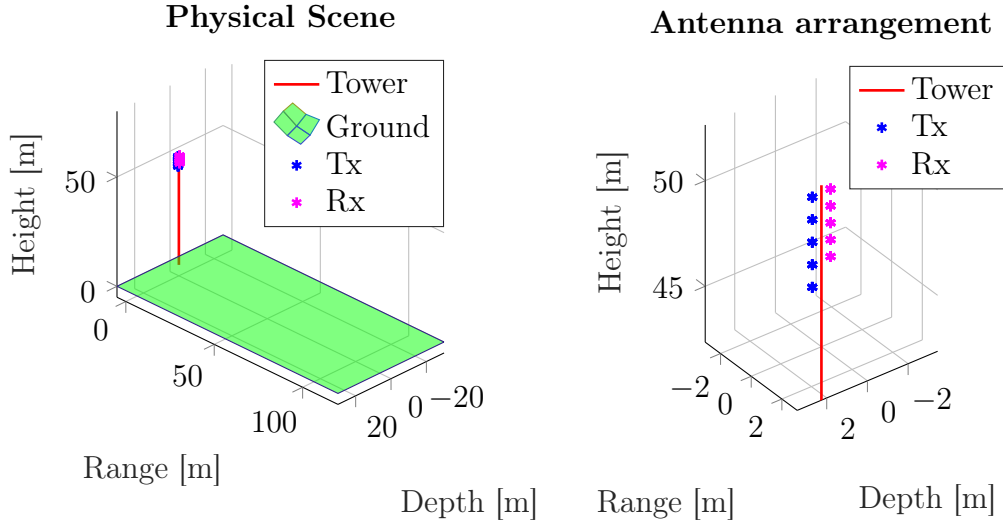 Physical Scene
Tower
Ground
Tx
Rx
Height [m]
50
0
0
50
100
20
0
−20
Range [m]
Depth [m]
Antenna arrangement
Tower
Tx
Rx
Height [m]
50
45
−2
0
2
2
0
−2
Range [m]
Depth [m]